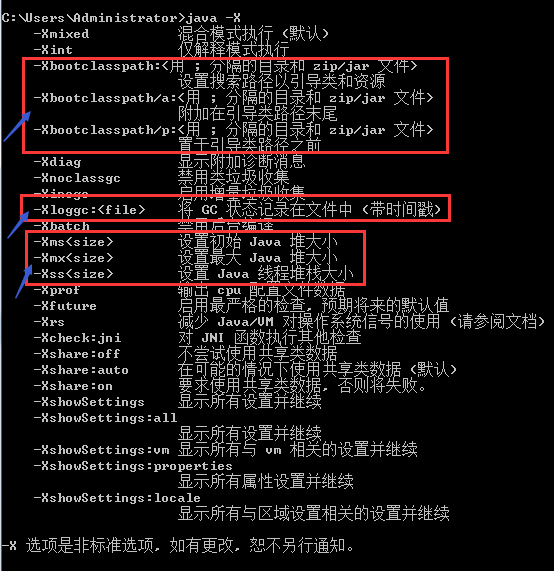 C:\Users\Administrator>java -X
-Xmixed 混合模式执行 (默认)
-Xint 仅解释模式执行
-Xbootclasspath:<用 ; 分隔的目录和 zip/jar 文件>
设置搜索路径以引导类和资源
-Xbootclasspath/a:<用 ; 分隔的目录和 zip/jar 文件>
附加在引导类路径末尾
-Xbootclasspath/p:<用 ; 分隔的目录和 zip/jar 文件>
置于引导类路径之前
-Xdiag 显示附加诊断消息
-Xnoclassgc 禁用类垃圾收集
-Xincgc 启用增量垃圾收集
-Xloggc:<file> 将 GC 状态记录在文件中 (带时间戳)
-Xbatch 禁用后台编译
-Xms<size> 设置初始 Java 堆大小
-Xmx<size> 设置最大 Java 堆大小
-Xss<size> 设置 Java 线程堆栈大小
-Xprof 输出 cpu 配置文件数据
-Xfuture 启用最严格的检查, 预期将来的默认值
-Xrs 减少 Java/VM 对操作系统信号的使用 (请参阅文档)
-Xcheck:jni 对 JNI 函数执行其他检查
-Xshare:off 不尝试使用共享类数据
-Xshare:auto 在可能的情况下使用共享类数据 (默认)
-Xshare:on 要求使用共享类数据, 否则将失败。
-XshowSettings 显示所有设置并继续
-XshowSettings:all
显示所有设置并继续
-XshowSettings:vm 显示所有与 vm 相关的设置并继续
-XshowSettings:properties
显示所有属性设置并继续
-XshowSettings:locale
显示所有与区域设置相关的设置并继续
-X 选项是非标准选项, 如有更改, 恕不另行通知。